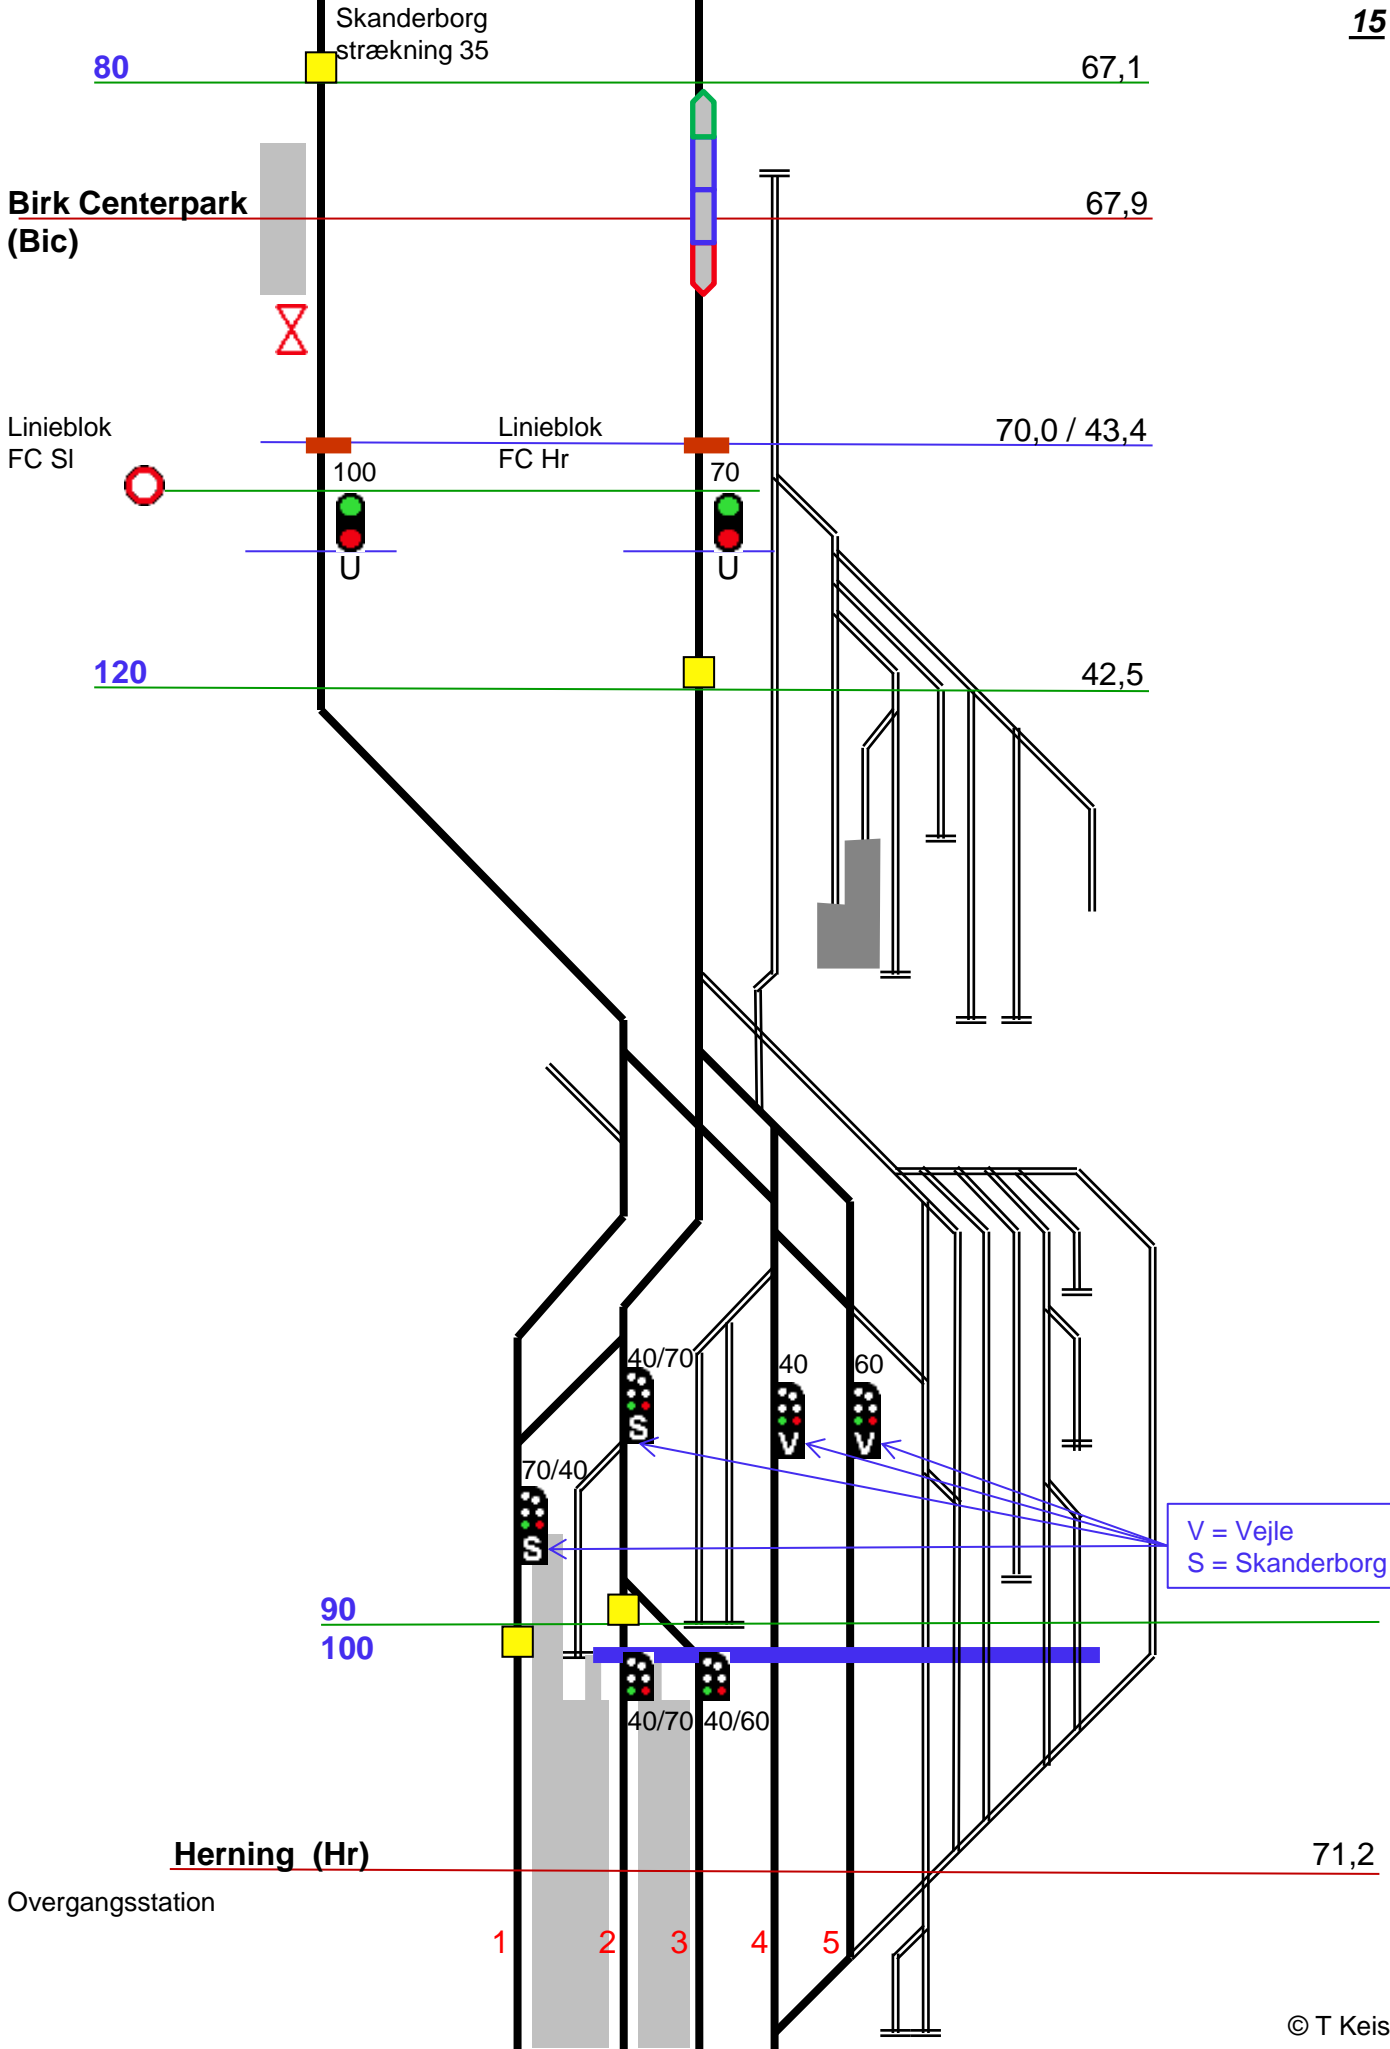 Skanderborg
strækning 35
15
80
67,1
Birk Centerpark
(Bic)
67,9
Linieblok
FC Sl
Linieblok
FC Hr
70,0 / 43,4
100
70
U
U
120
42,5
40/70
40
60
S
V
V
70/40
S
V = Vejle
S = Skanderborg
90
100
40/70
40/60
Herning (Hr)
71,2
Overgangsstation
1
2
3
4
5
© T Keis